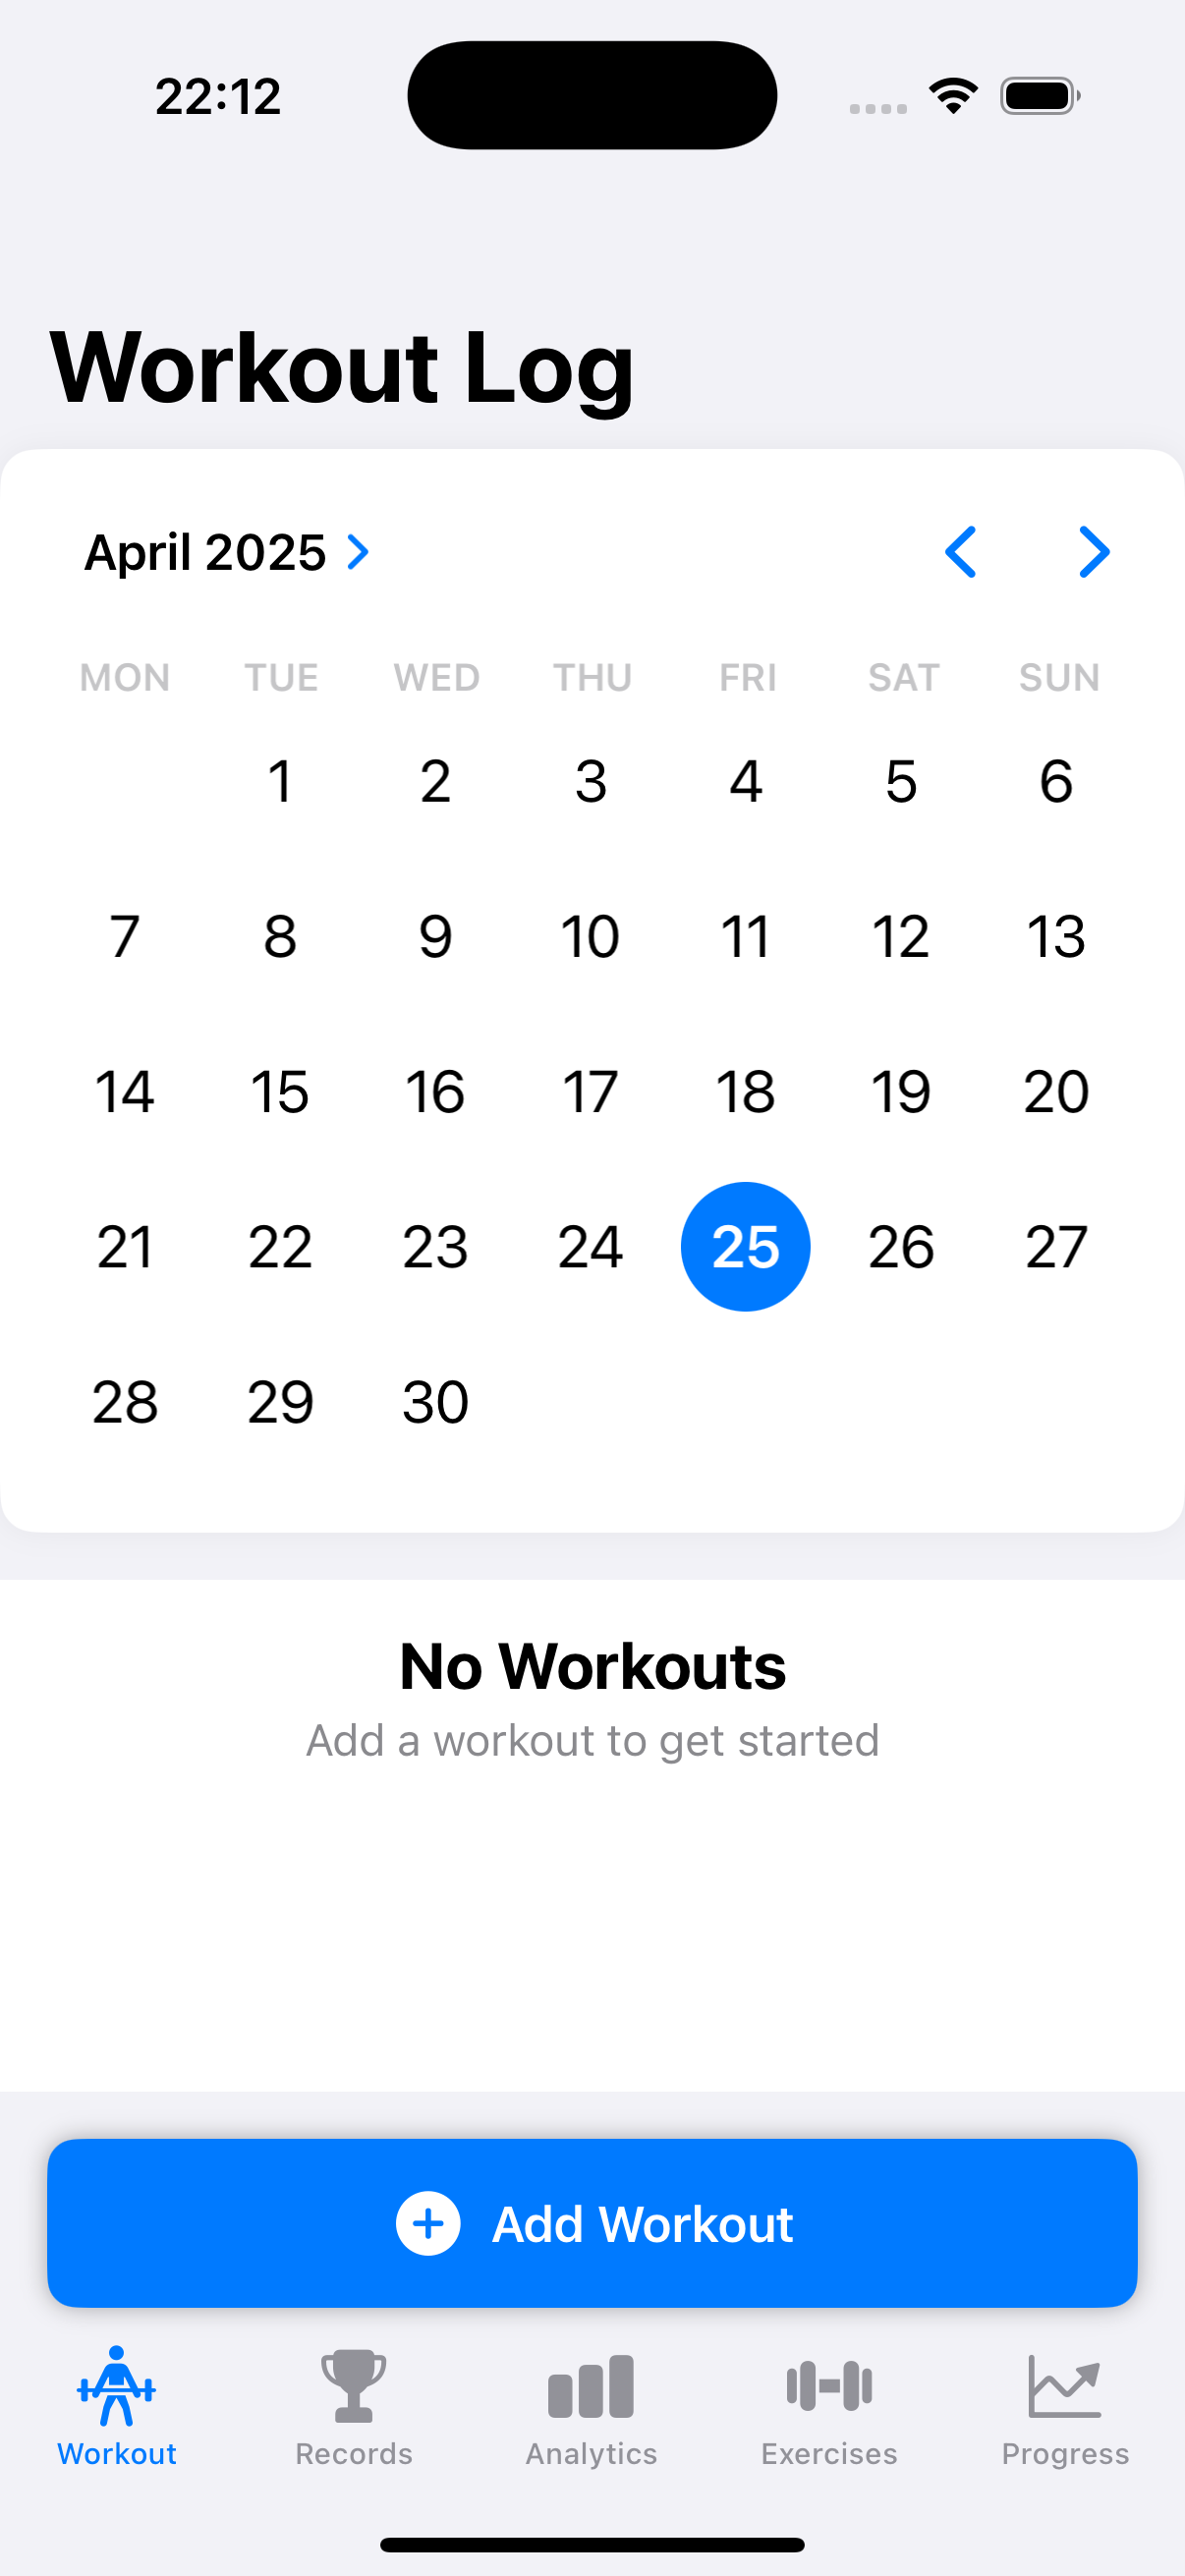 22:12
Workout Log
April 2025
MON TUE WED THU FRI SAT SUN
1 2 3 4 5 6
7 8 9 10 11 12 13
14 15 16 17 18 19 20
21 22 23 24 25 26 27
28 29 30
No Workouts
Add a workout to get started
Add Workout
Workout Records Analytics Exercises Progress